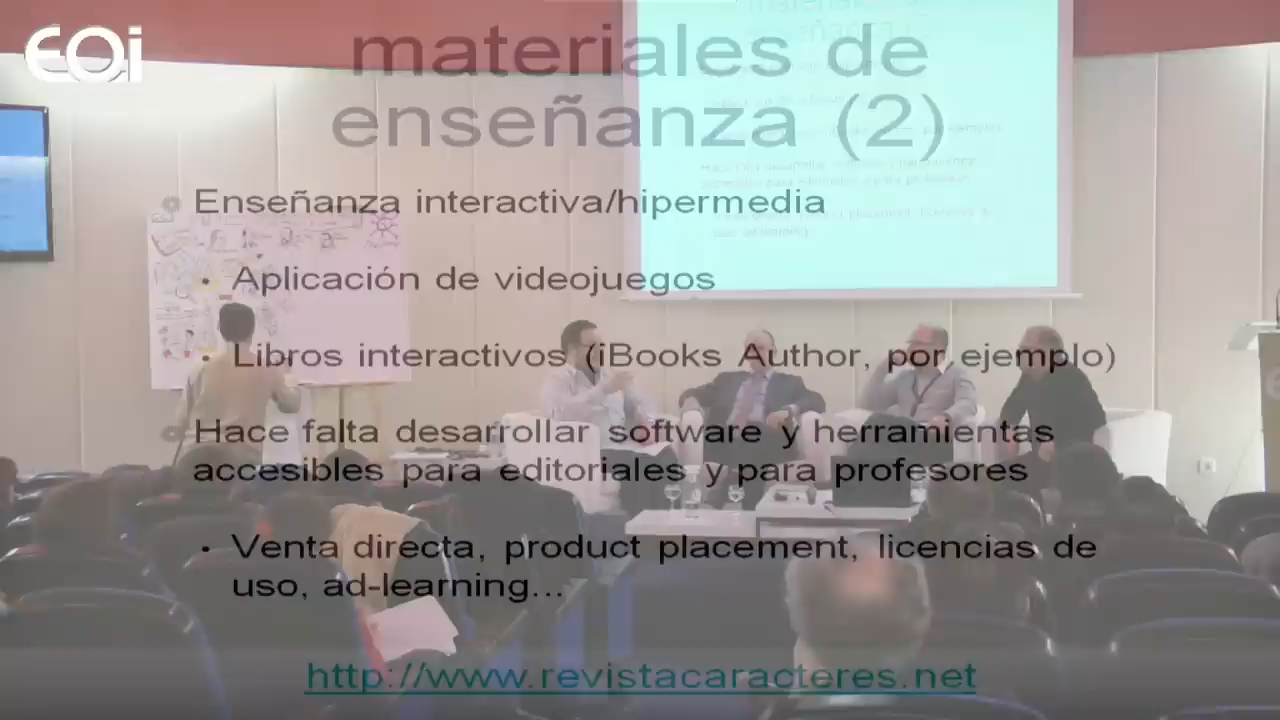 EOi
materiales de
enseñanza (2)
Enseñanza interactiva/hipermedia
Aplicación de videojuegos
Libros interactivos (iBooks Author, por ejemplo)
Hace falta desarrollar software y herramientas
accesibles para editoriales y para profesores
Venta directa, product placement, licencias de
uso, ad-learning...
http://www.revistacaracteres.net